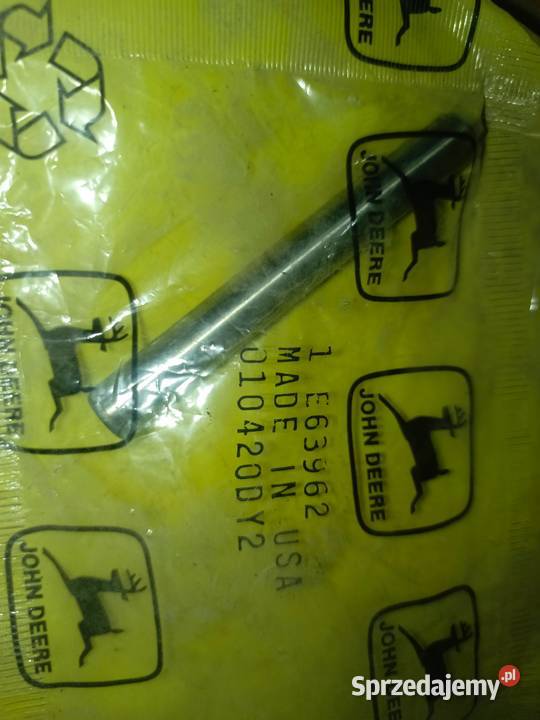 JOHN DEERE
JOHN DEERE
JOHN DEERE
JOHN DEERE
JOHN DEERE
JOHN DEERE
1 E63962
MADE IN USA
010420DY2
Sprzedajemy.pl